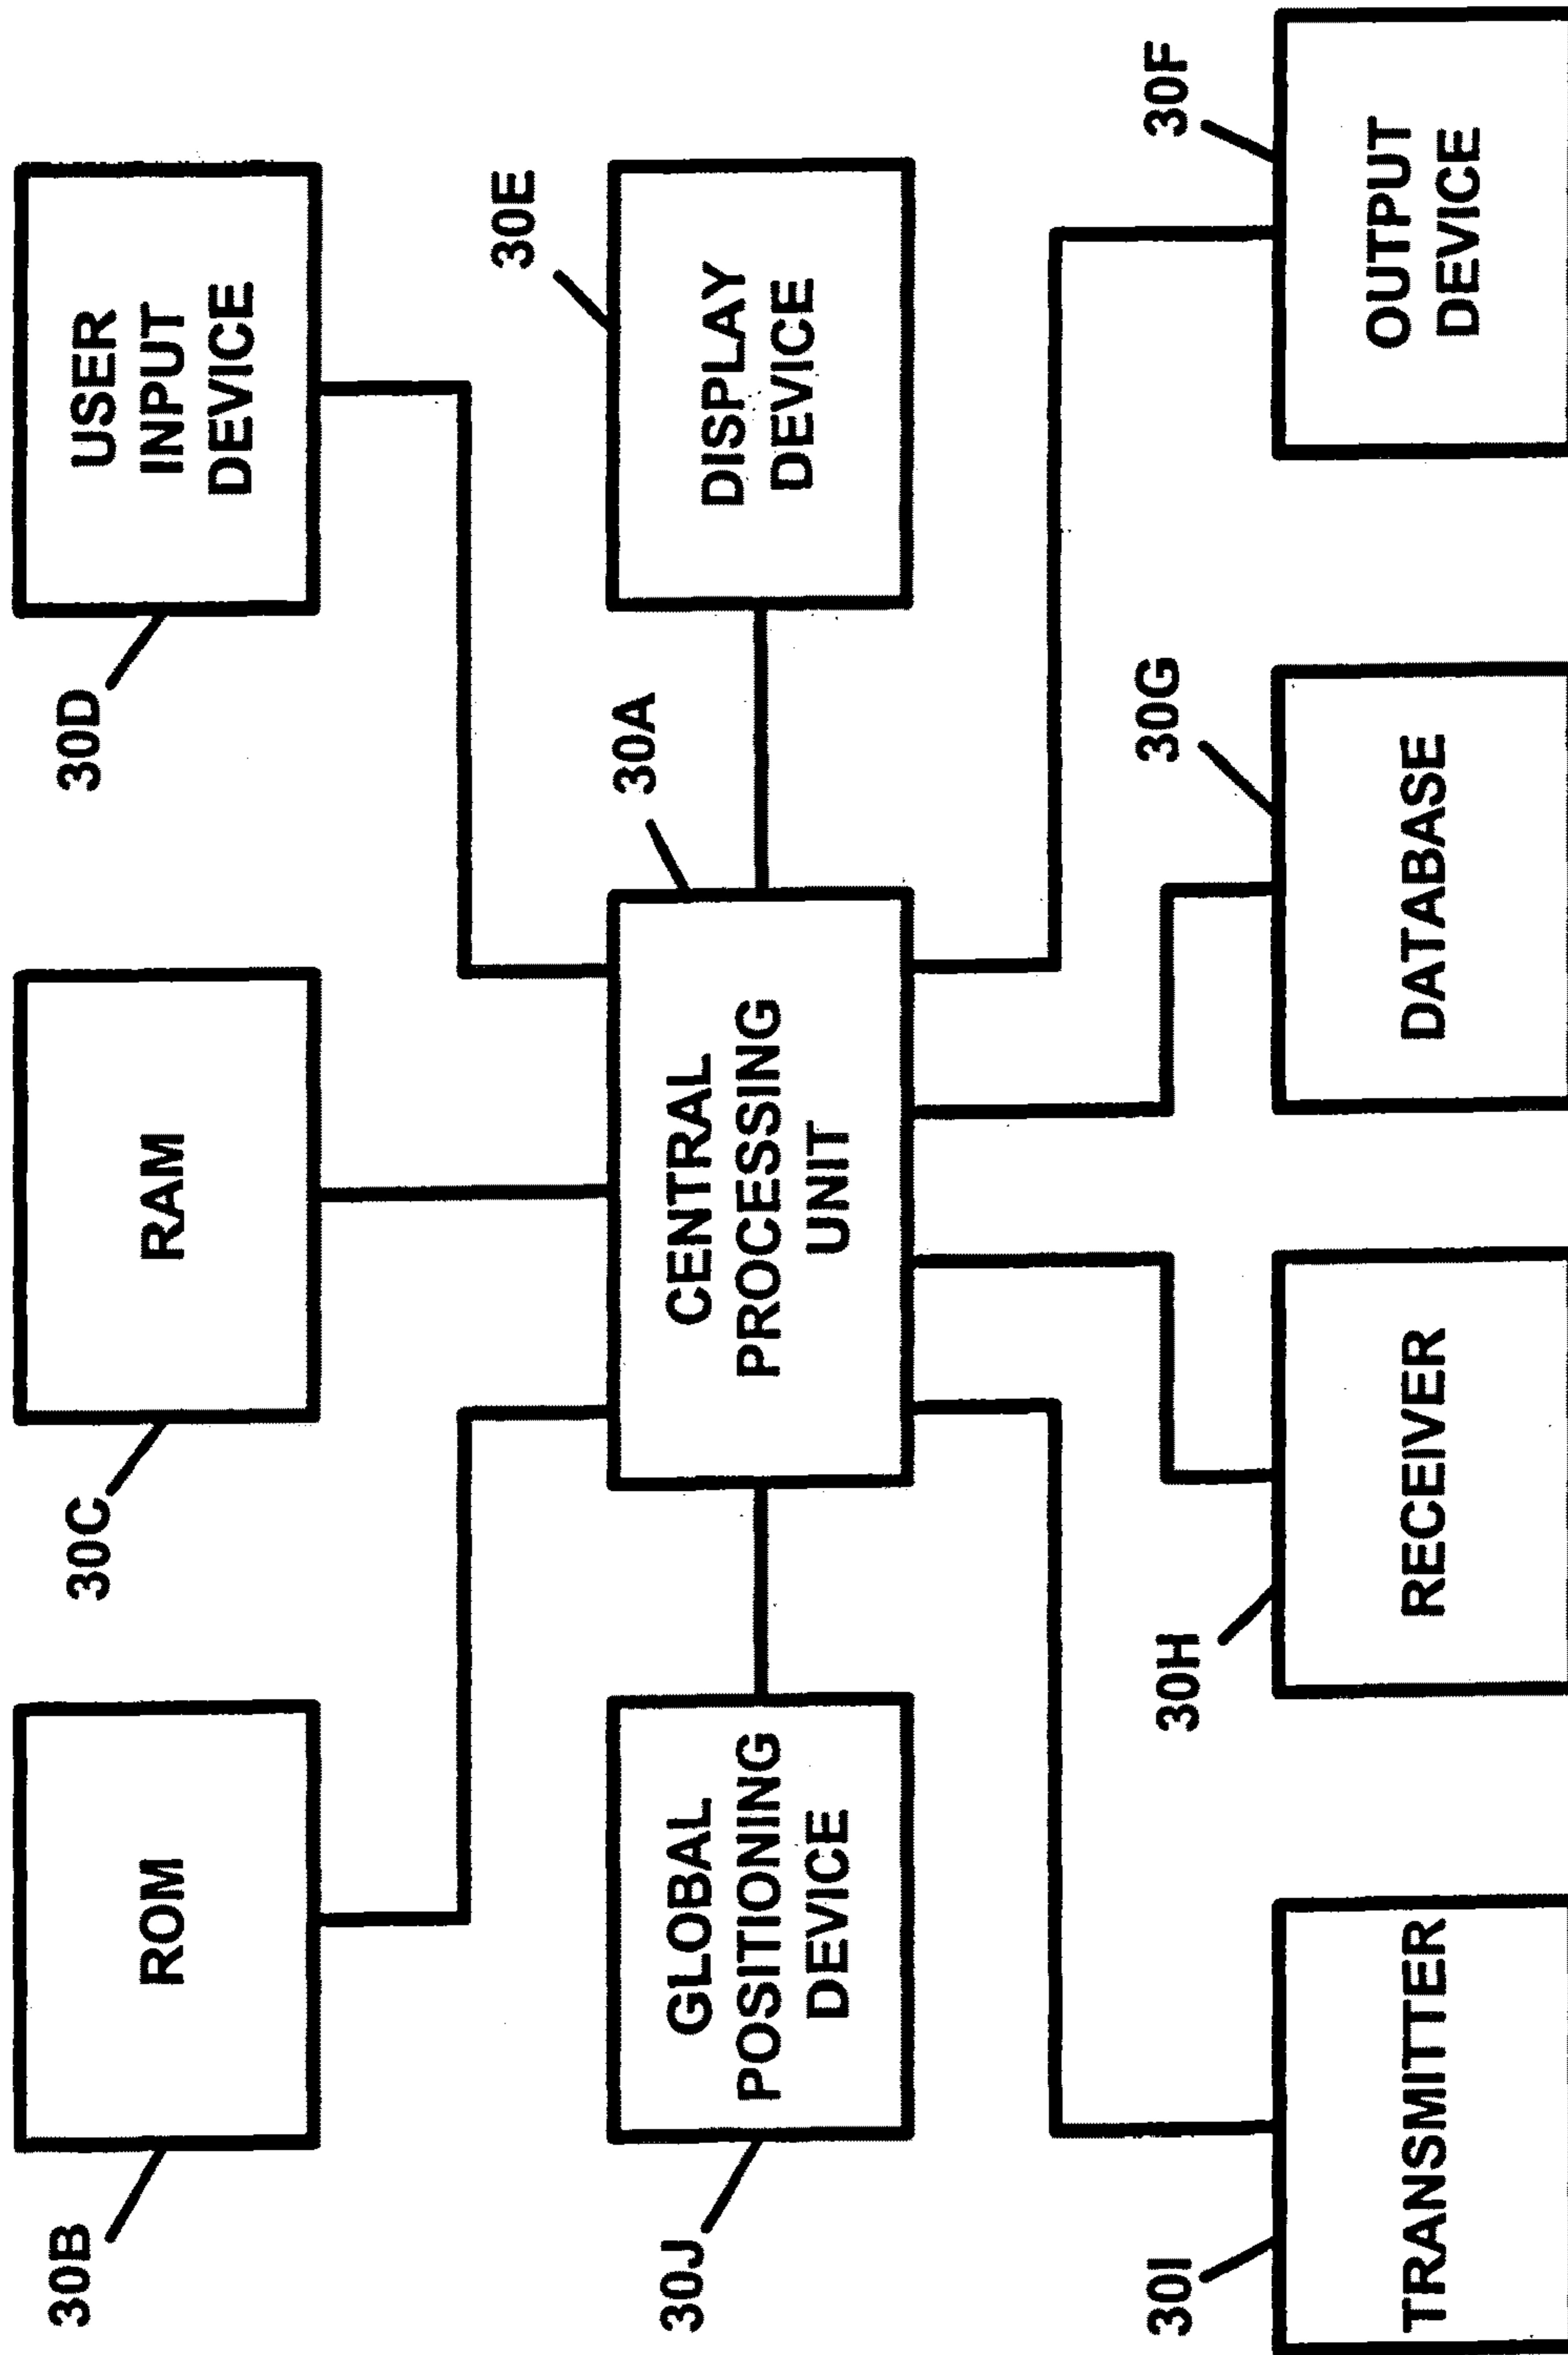 30B
ROM
30C
RAM
30D
USER
INPUT
DEVICE
30J
GLOBAL
POSITIONING
DEVICE
CENTRAL
PROCESSING
UNIT
30A
DISPLAY
DEVICE
30E
30I
TRANSMITTER
30H
RECEIVER
30G
DATABASE
30F
OUTPUT
DEVICE